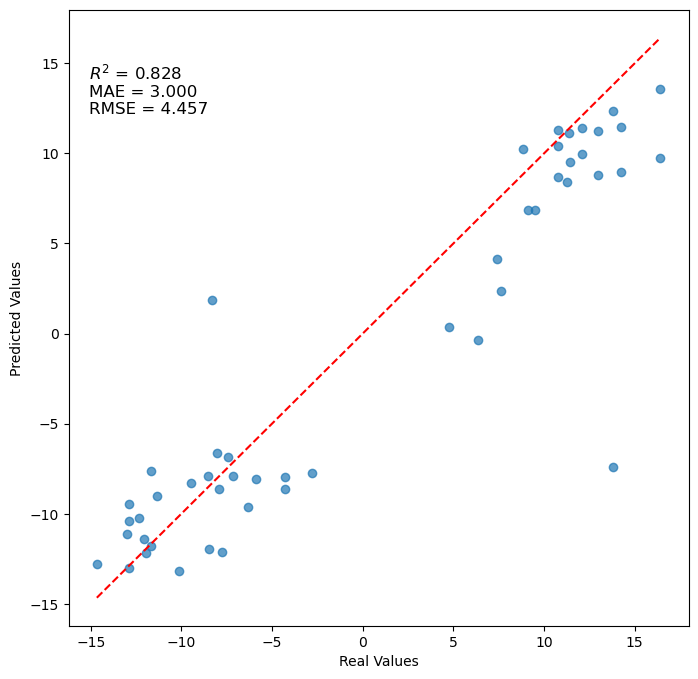 R² = 0.828
MAE = 3.000
RMSE = 4.457
15
10
5
0
−5
−10
−15
Predicted Values
−15
−10
−5
0
5
10
15
Real Values